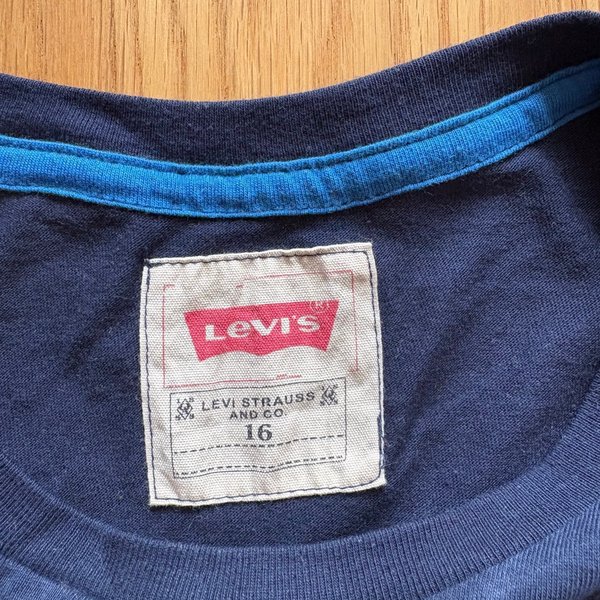 LEVI'S ®
LEVI STRAUSS
AND CO
16